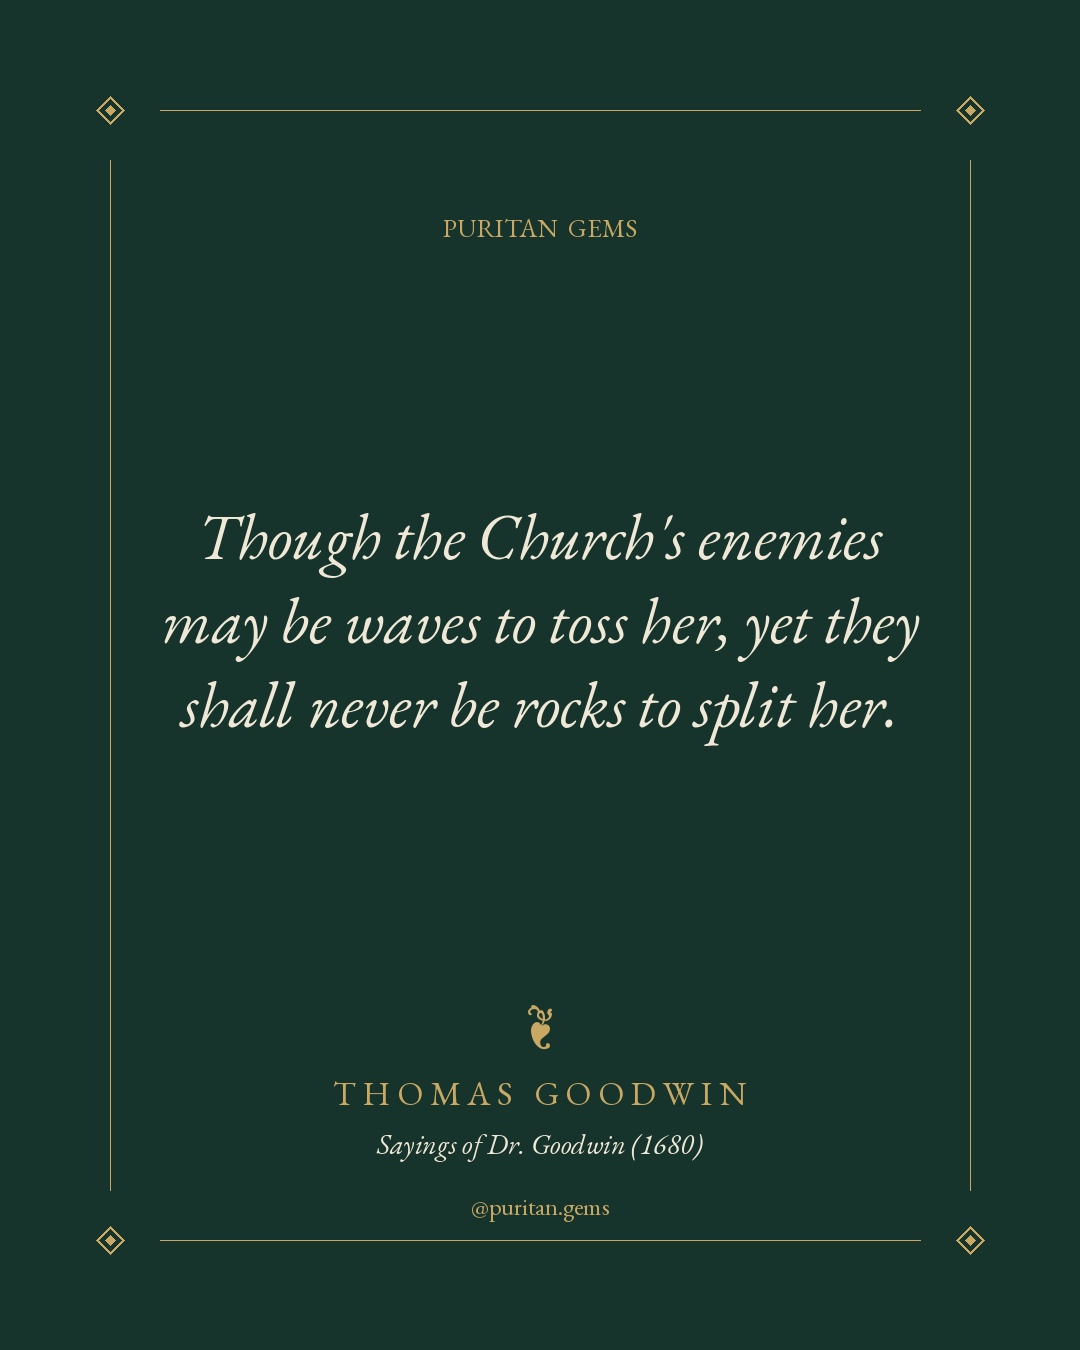 PURITAN GEMS
Though the Church's enemies
may be waves to toss her, yet they
shall never be rocks to split her.
THOMAS GOODWIN
Sayings of Dr. Goodwin (1680)
@puritan.gems